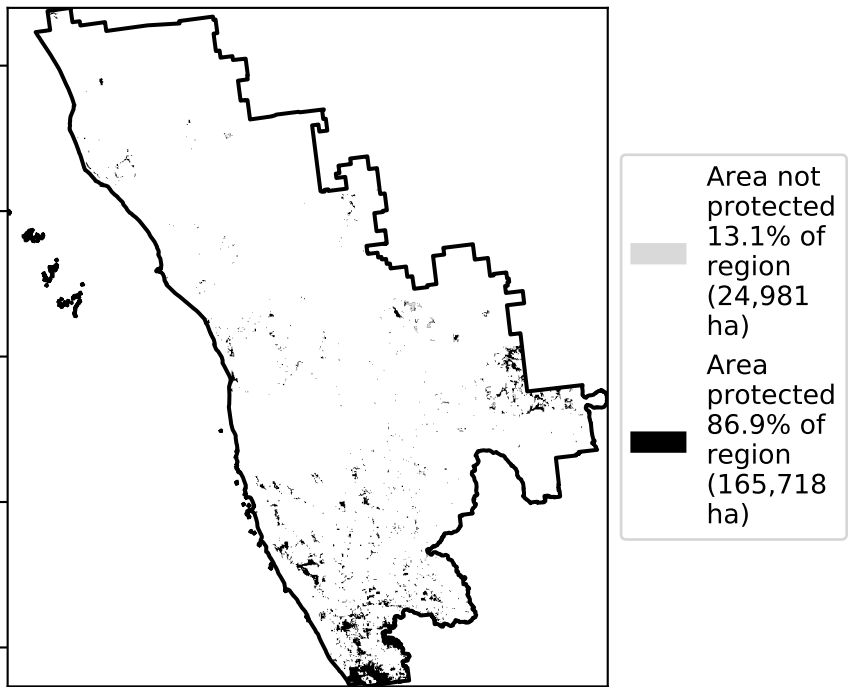 Area not
protected
13.1% of
region
(24,981
ha)
Area
protected
86.9% of
region
(165,718
ha)